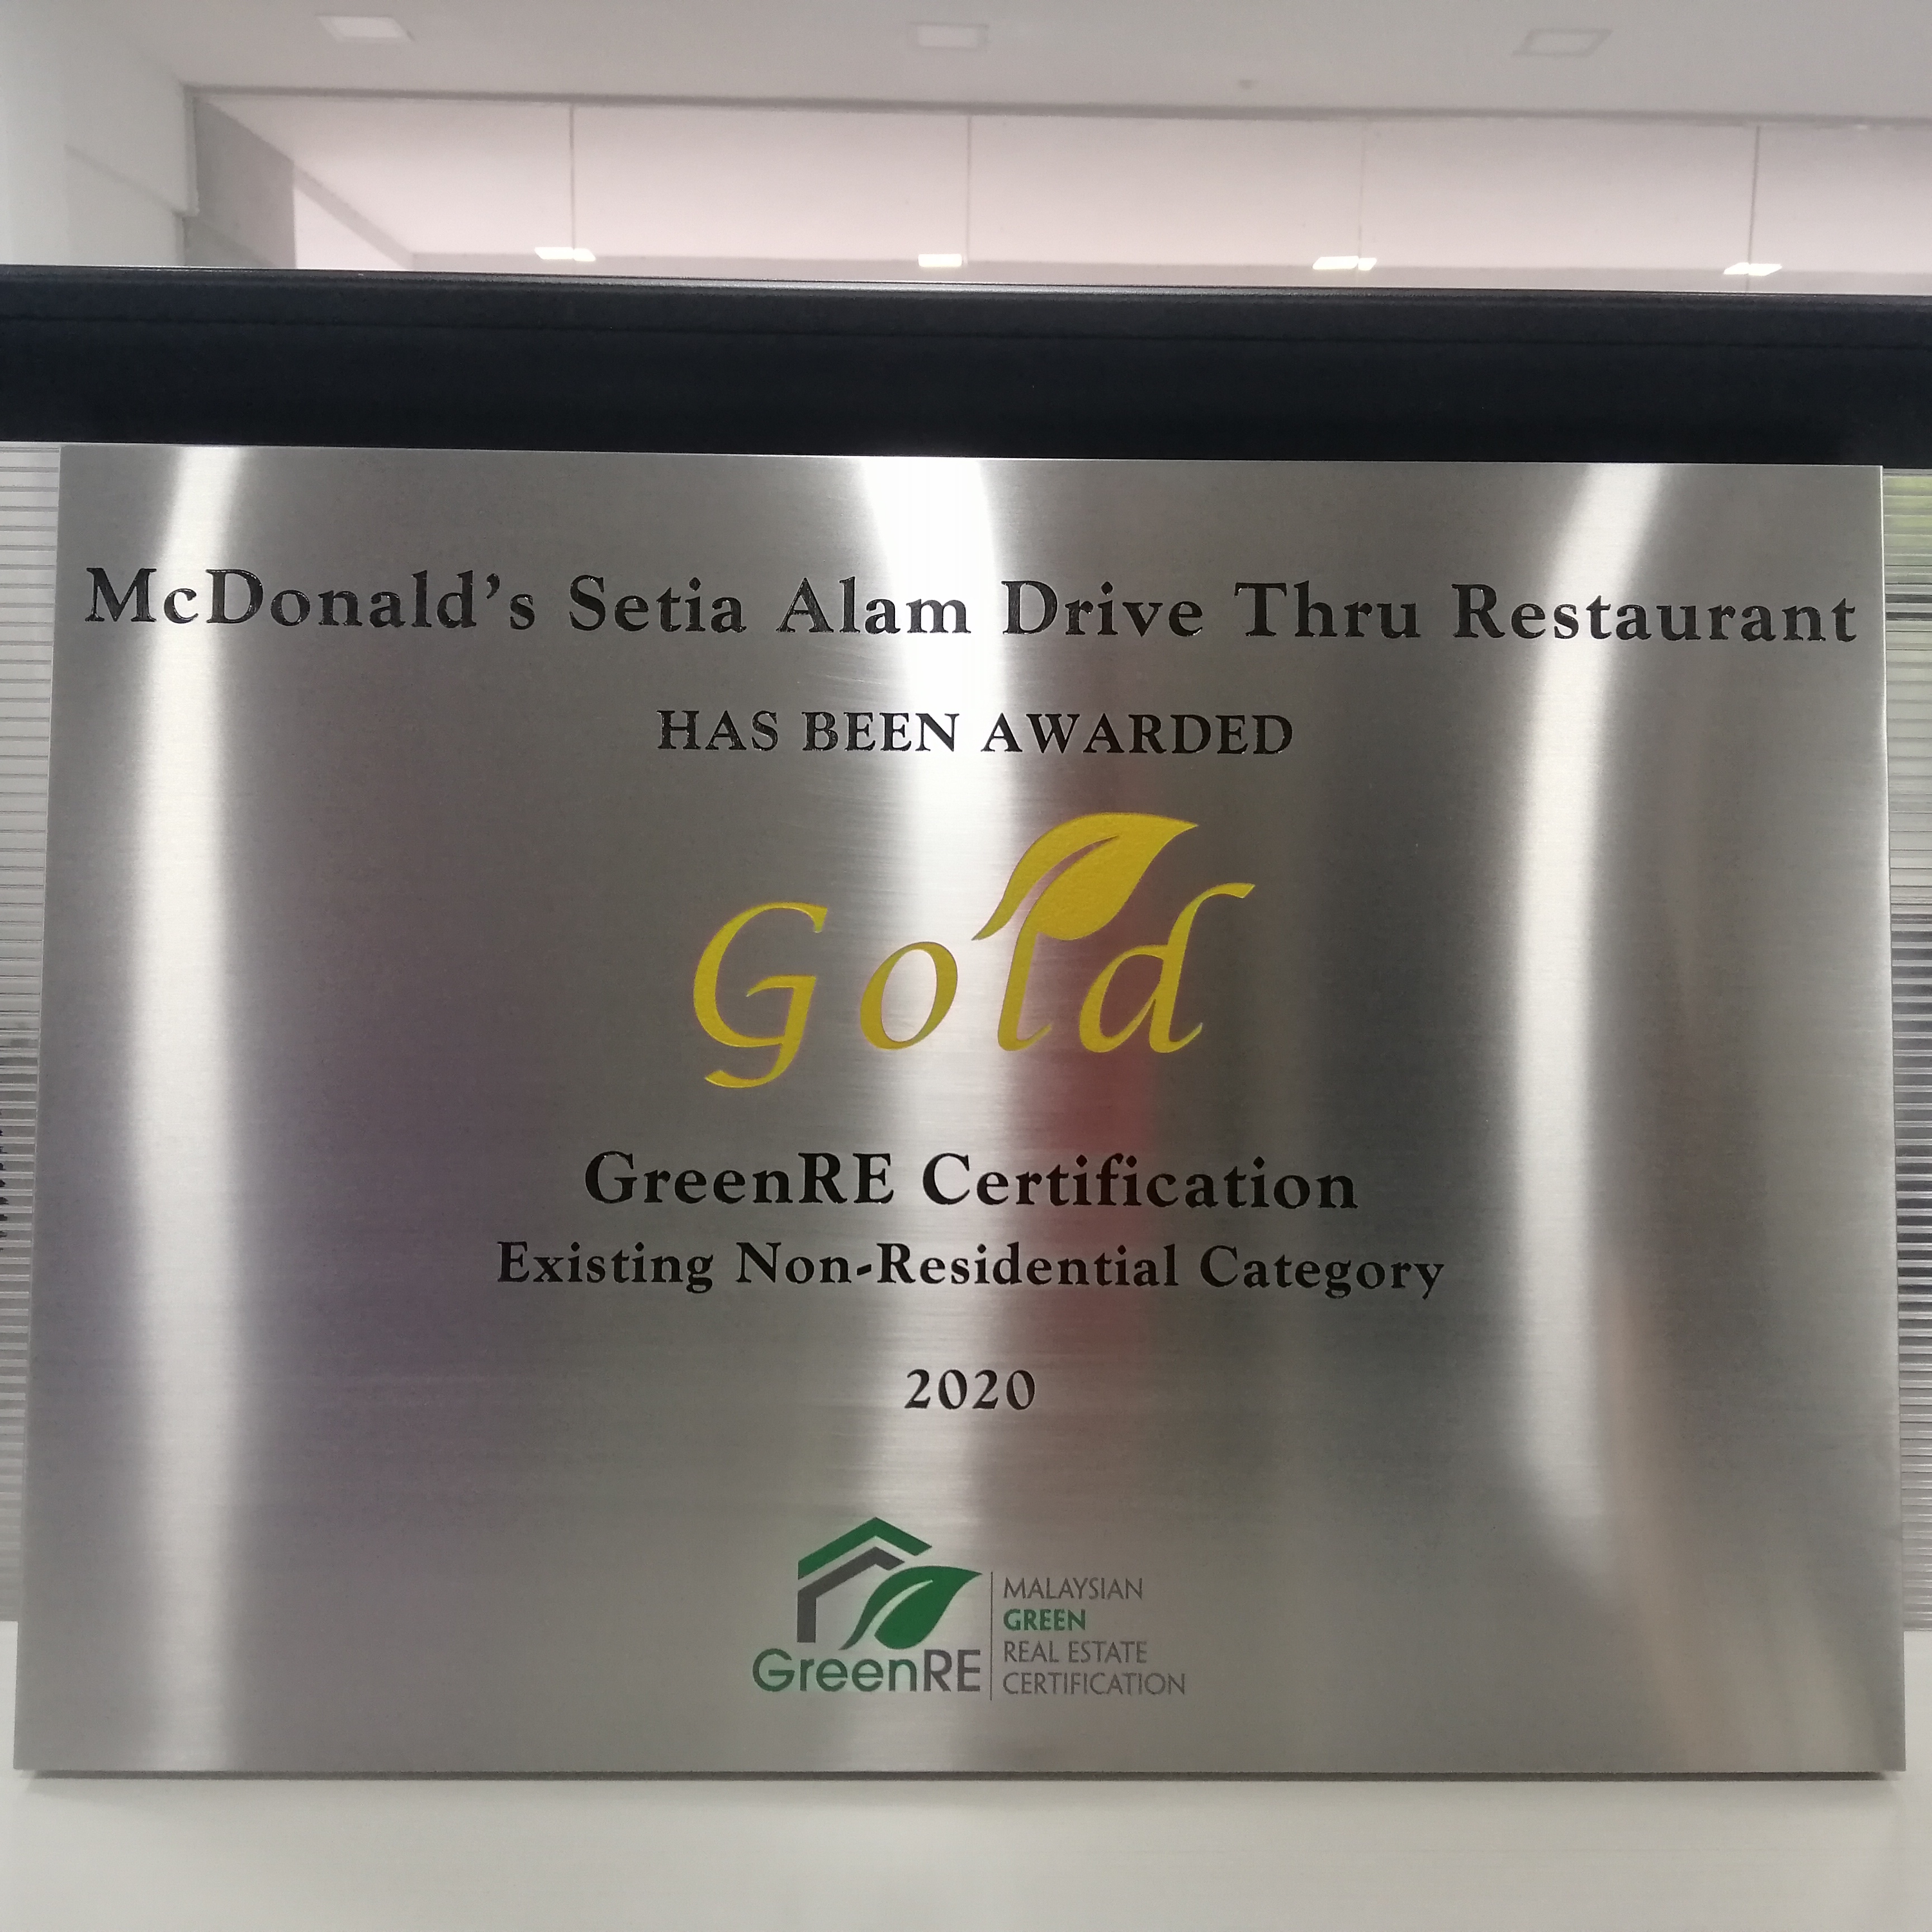 McDonald's Setia Alam Drive Thru Restaurant
HAS BEEN AWARDED
Gold
GreenRE Certification
Existing Non-Residential Category
2020
GreenRE
MALAYSIAN
GREEN
REAL ESTATE
CERTIFICATION